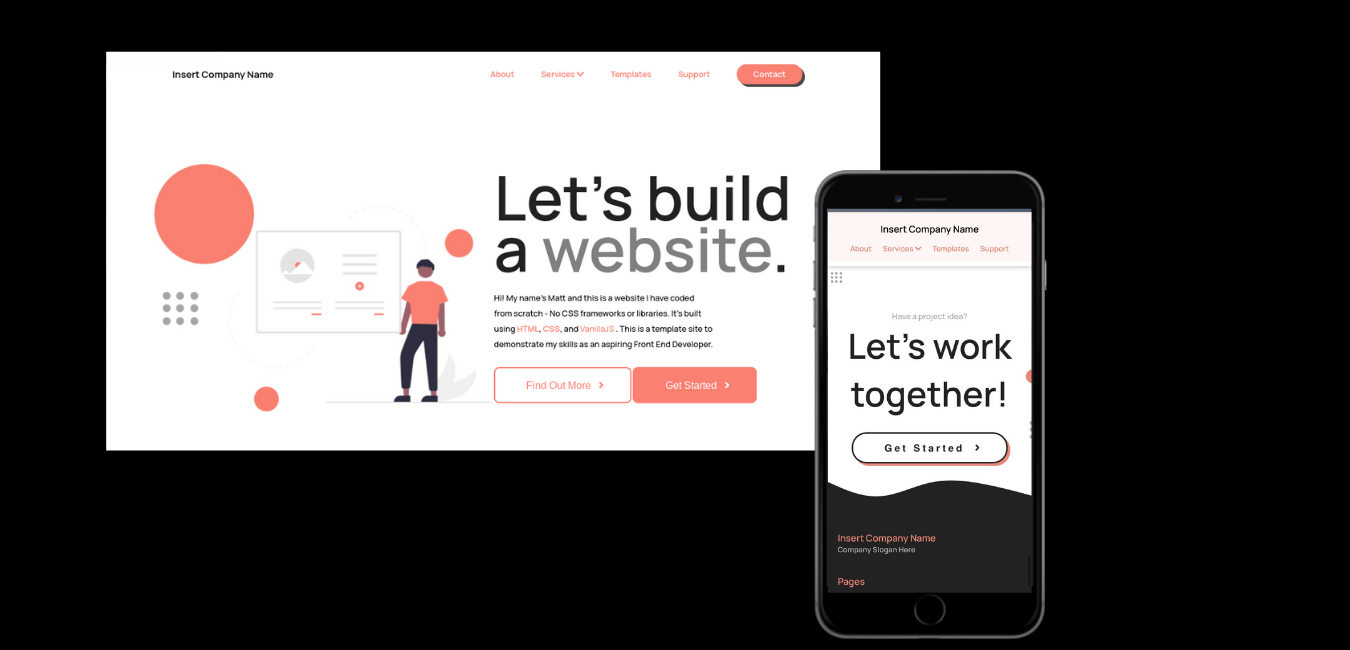 Insert Company Name
About Services Templates Support Contact
Let's build
a website.
Hi! My name's Matt and this is a website I have coded
from scratch - No CSS frameworks or libraries. It's built
using HTML, CSS, and VanillaJS . This is a template site to
demonstrate my skills as an aspiring Front End Developer.
Find Out More Get Started
Insert Company Name
About Services Templates Support
Have a project idea?
Let's work
together!
Get Started
Insert Company Name
Company Slogan Here
Pages